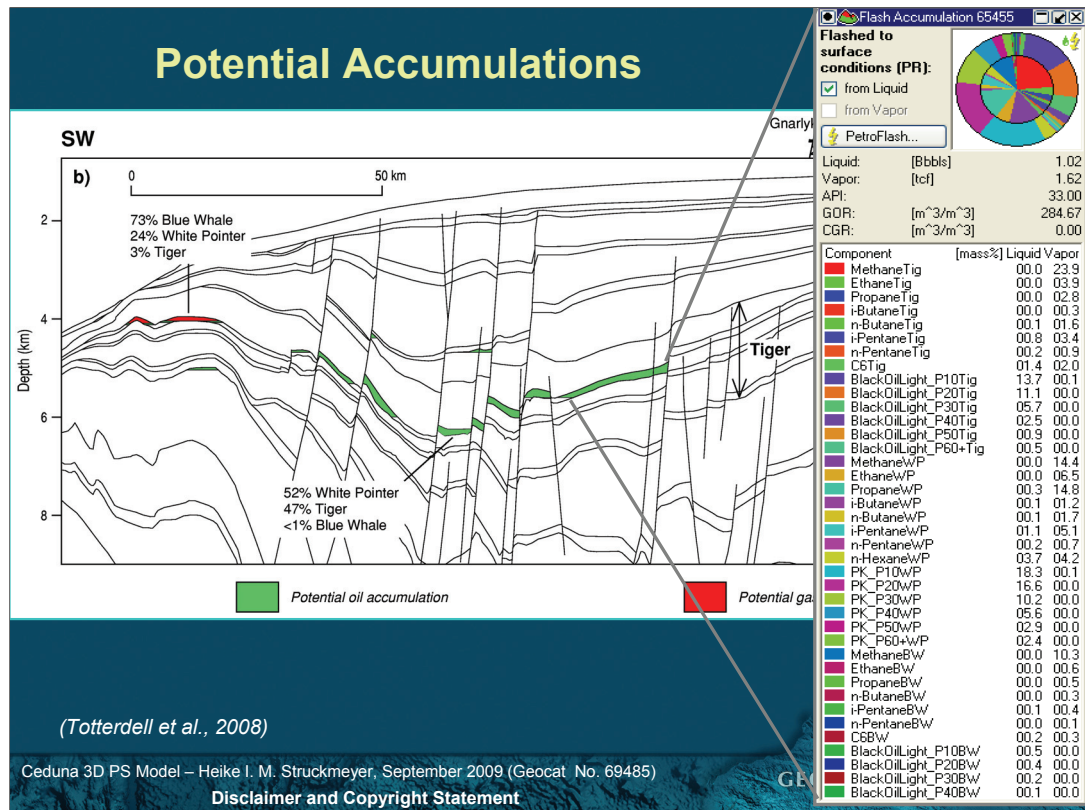 Potential Accumulations
SW
b)
0
50 km
73% Blue Whale
24% White Pointer
3% Tiger
2
4
6
8
Depth (km)
Tiger
52% White Pointer
47% Tiger
<1% Blue Whale
Potential oil accumulation
(Totterdell et al., 2008)
Ceduna 3D PS Model – Heike I. M. Struckmeyer, September 2009 (Geocat No. 69485)
Disclaimer and Copyright Statement
Flash Accumulation 65455
Flashed to
surface
conditions (PR):
from Liquid
from Vapor
PetroFlash...
Liquid: [Bbbls] 1.02
Vapor: [tcf] 1.62
API: 33.00
GOR: [m^3/m^3] 284.67
CGR: [m^3/m^3] 0.00
Component [mass%] Liquid Vapor
MethaneTig 00.0 23.9
EthaneTig 00.0 03.9
PropaneTig 00.0 02.8
i-ButaneTig 00.0 00.3
n-ButaneTig 00.1 01.6
i-PentaneTig 00.8 03.4
n-PentaneTig 00.2 00.9
C6Tig 01.4 02.0
BlackOilLight_P10Tig 13.7 00.1
BlackOilLight_P20Tig 11.1 00.0
BlackOilLight_P30Tig 05.7 00.0
BlackOilLight_P40Tig 02.5 00.0
BlackOilLight_P50Tig 00.9 00.0
BlackOilLight_P60+Tig 00.5 00.0
MethaneWP 00.0 14.4
EthaneWP 00.0 06.5
PropaneWP 00.3 14.8
i-ButaneWP 00.1 01.2
n-ButaneWP 00.1 01.7
i-PentaneWP 01.1 05.1
n-PentaneWP 00.2 00.7
n-HexaneWP 03.7 04.2
PK_P10WP 18.3 00.1
PK_P20WP 16.6 00.0
PK_P30WP 10.2 00.0
PK_P40WP 05.6 00.0
PK_P50WP 02.9 00.0
PK_P60+WP 02.4 00.0
MethaneBW 00.0 10.3
EthaneBW 00.0 00.6
PropaneBW 00.0 00.5
n-ButaneBW 00.0 00.3
i-PentaneBW 00.1 00.4
n-PentaneBW 00.0 00.1
C6BW 00.2 00.3
BlackOilLight_P10BW 00.5 00.0
BlackOilLight_P20BW 00.4 00.0
BlackOilLight_P30BW 00.2 00.0
BlackOilLight_P40BW 00.1 00.0